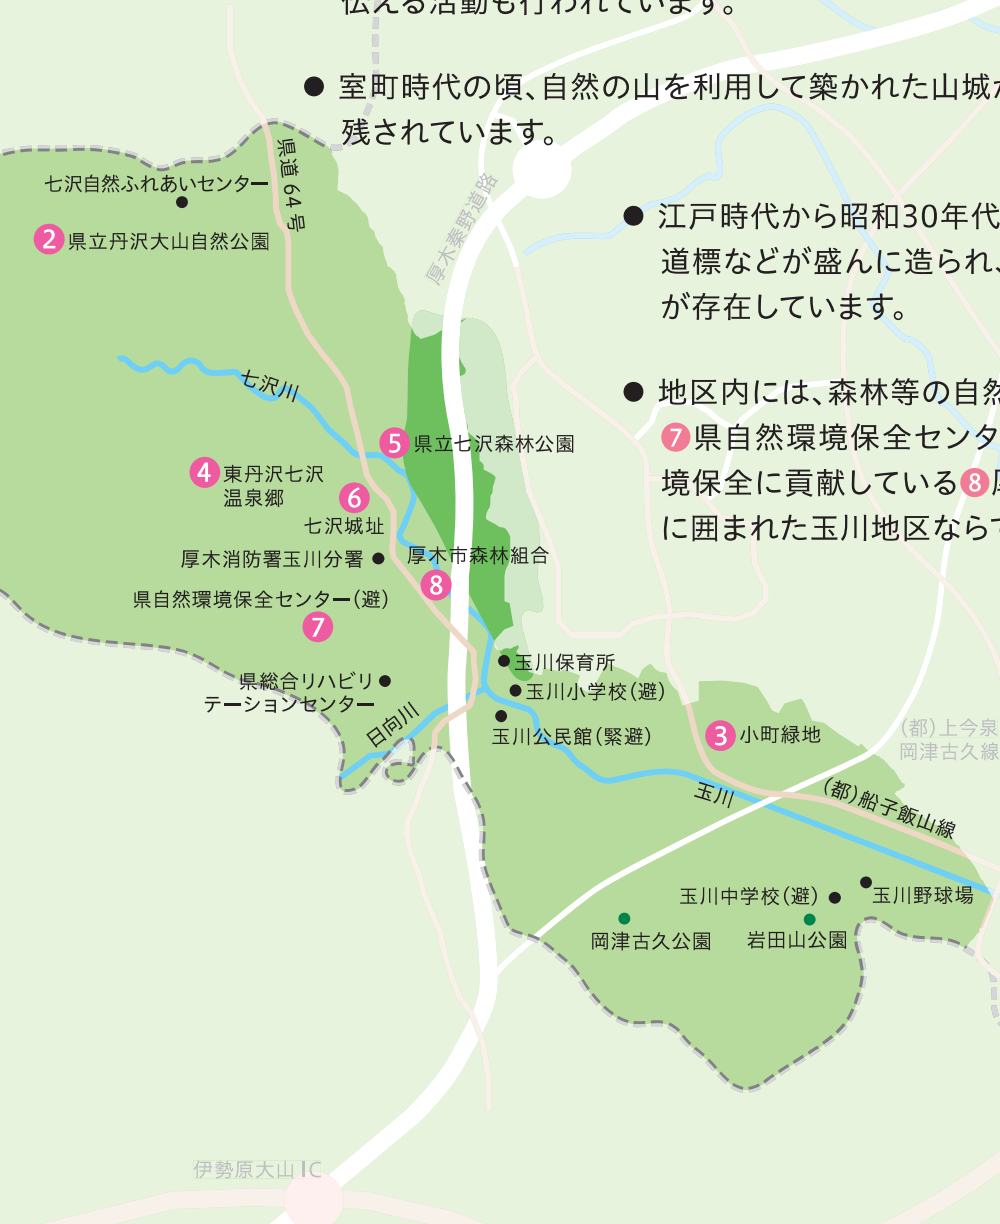 伝える活動も行われています。
● 室町時代の頃、自然の山を利用して築かれた山城が
残されています。
● 江戸時代から昭和30年代
道標などが盛んに造られ、
が存在しています。
● 地区内には、森林等の自然
7県自然環境保全センタ
境保全に貢献している8厚
に囲まれた玉川地区ならで
県道 64 号
厚木秦野道路
七沢自然ふれあいセンター
2 県立丹沢大山自然公園
七沢川
5 県立七沢森林公園
4 東丹沢七沢
温泉郷
6
七沢城址
厚木消防署玉川分署
厚木市森林組合
8
県自然環境保全センター(避)
7
玉川保育所
県総合リハビリ
テーションセンター
玉川小学校(避)
日向川
玉川公民館(緊避)
3 小町緑地
(都)上今泉
岡津古久線
玉川
(都)船子飯山線
玉川中学校(避)
玉川野球場
岡津古久公園
岩田山公園
伊勢原大山IC